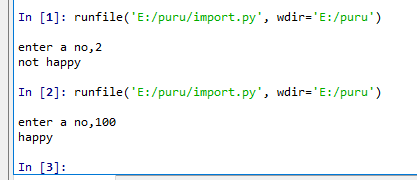 In [1]: runfile('E:/puru/import.py', wdir='E:/puru')
enter a no,2
not happy
In [2]: runfile('E:/puru/import.py', wdir='E:/puru')
enter a no,100
happy
In [3]: